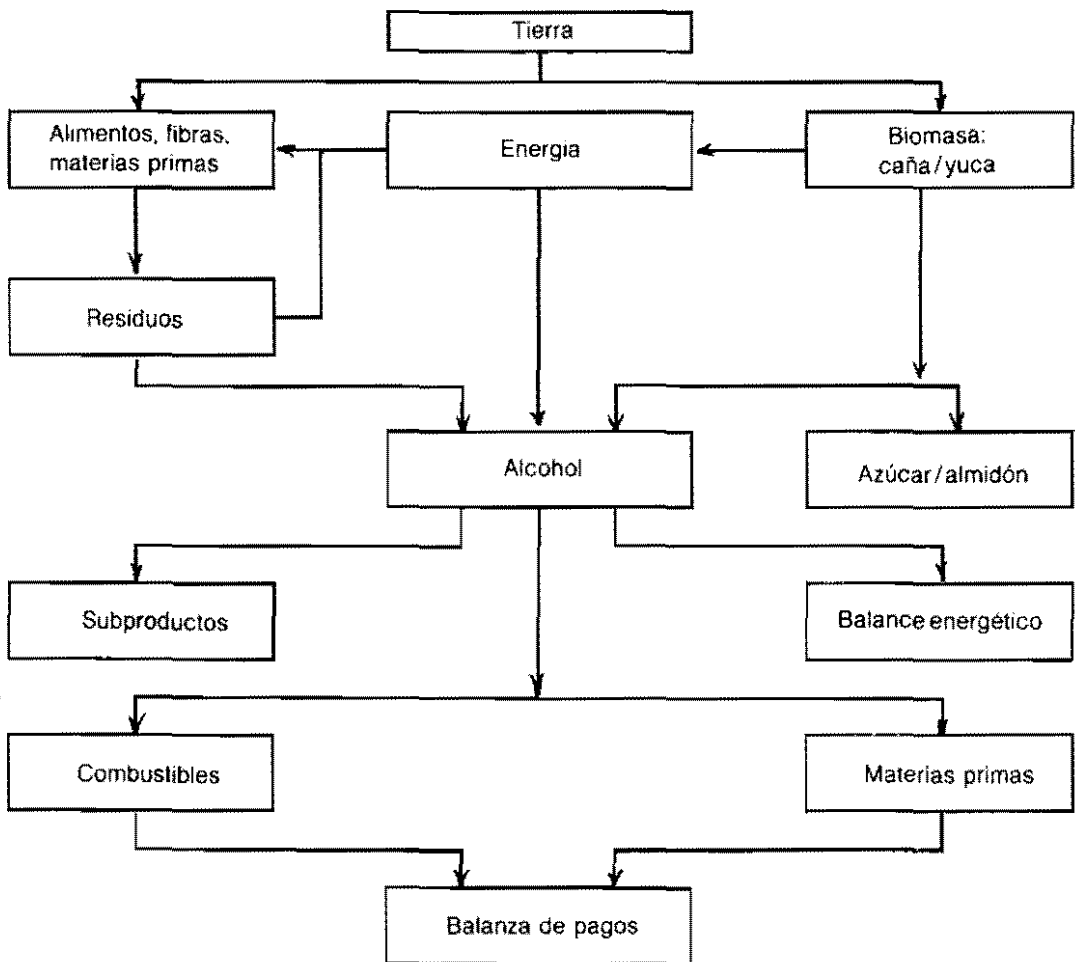 Tierra
Alimentos, fibras,
materias primas
Energia
Biomasa:
caña/yuca
Residuos
Alcohol
Azúcar/almidón
Subproductos
Balance energético
Combustibles
Materias primas
Balanza de pagos